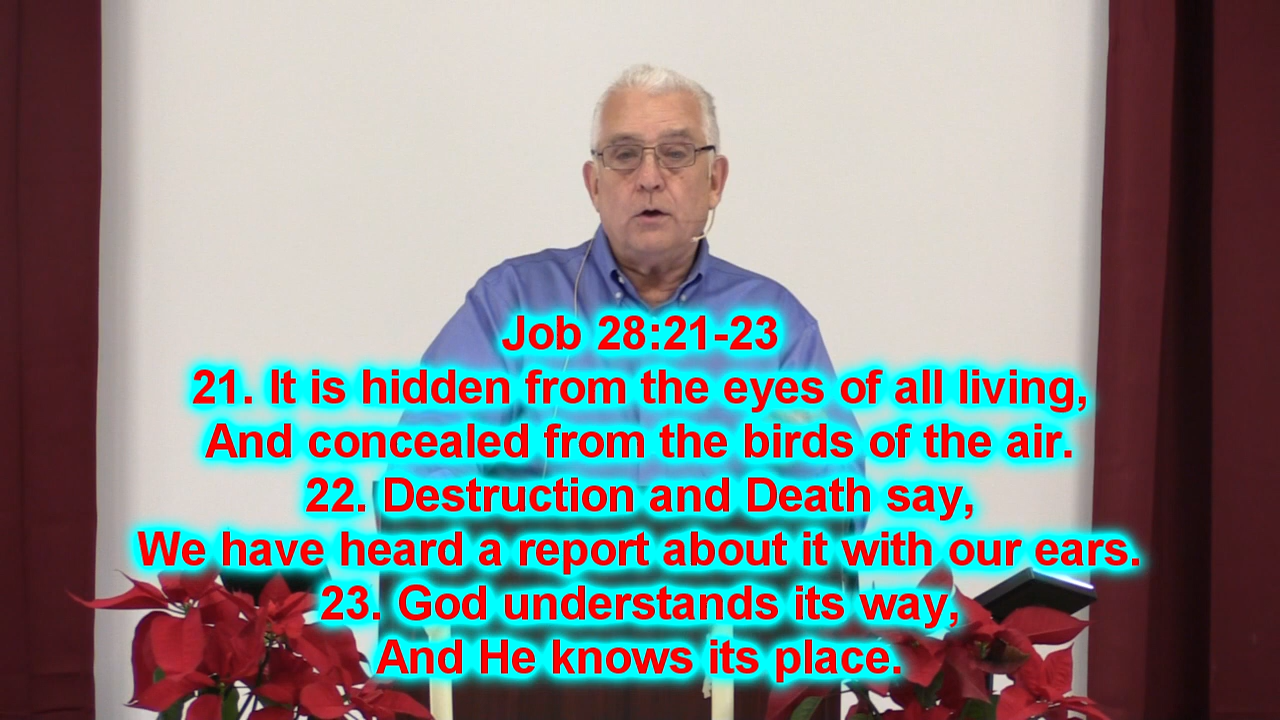 Job 28:21-23
21. It is hidden from the eyes of all living,
And concealed from the birds of the air.
22. Destruction and Death say,
We have heard a report about it with our ears.
23. God understands its way,
And He knows its place.